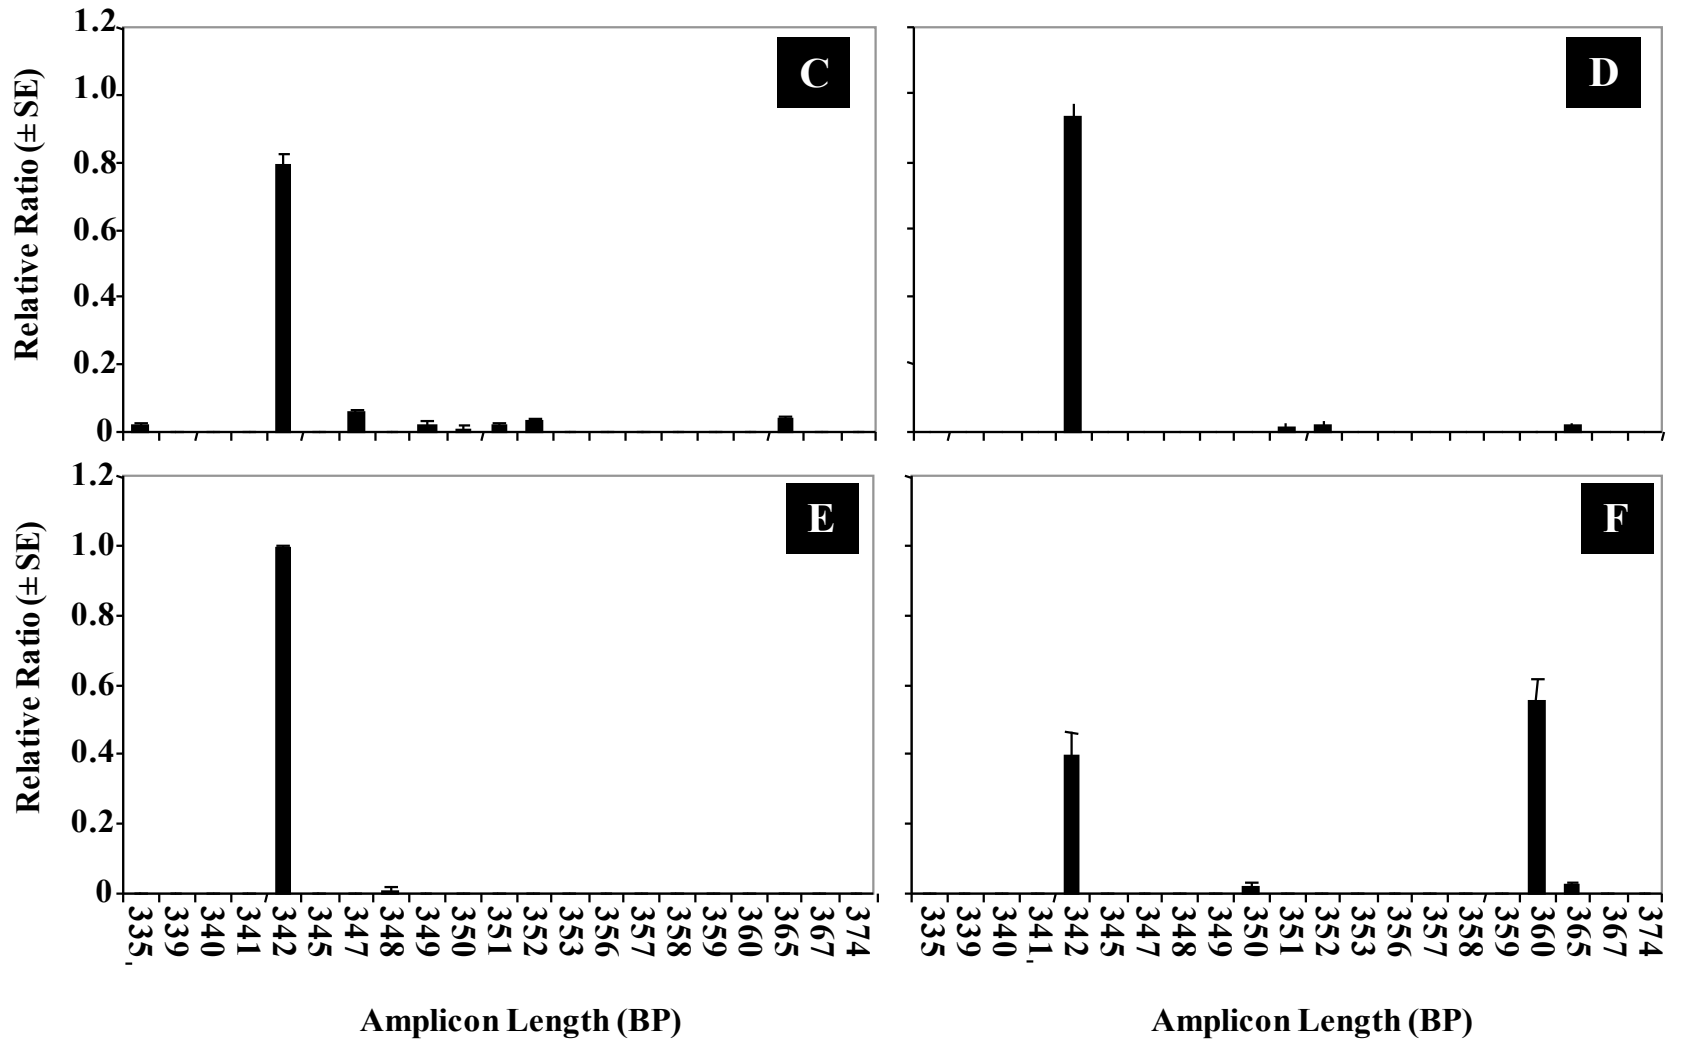 1.2
1.0
0.8
0.6
0.4
0.2
0
Relative Ratio (± SE)
C
D
1.2
1.0
0.8
0.6
0.4
0.2
0
Relative Ratio (± SE)
E
F
335 339 340 341 342 345 347 348 349 350 351 352 353 356 357 358 359 360 365 367 374
335 339 340 341 342 345 347 348 349 350 351 352 353 356 357 358 359 360 365 367 374
Amplicon Length (BP)
Amplicon Length (BP)